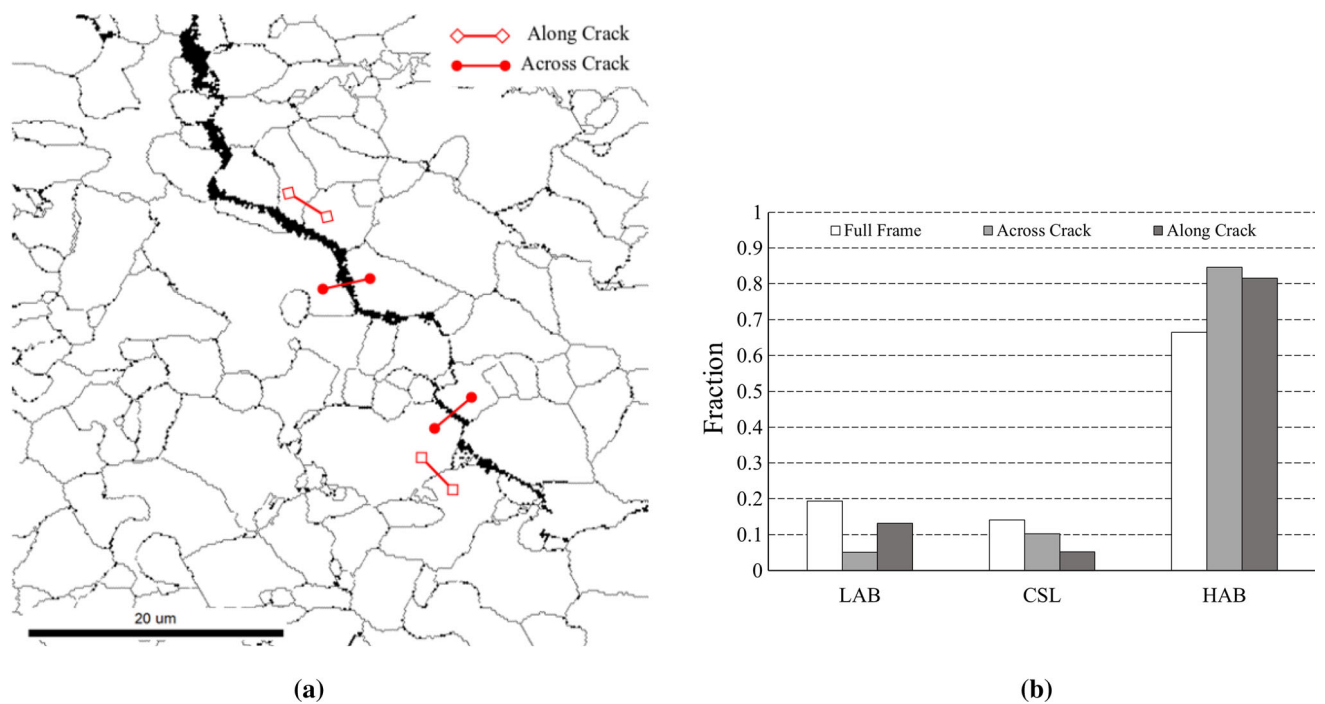 Along Crack
Across Crack
20 um
(a)
Fraction
1
0.9
0.8
0.7
0.6
0.5
0.4
0.3
0.2
0.1
0
Full Frame Across Crack Along Crack
LAB CSL HAB
(b)